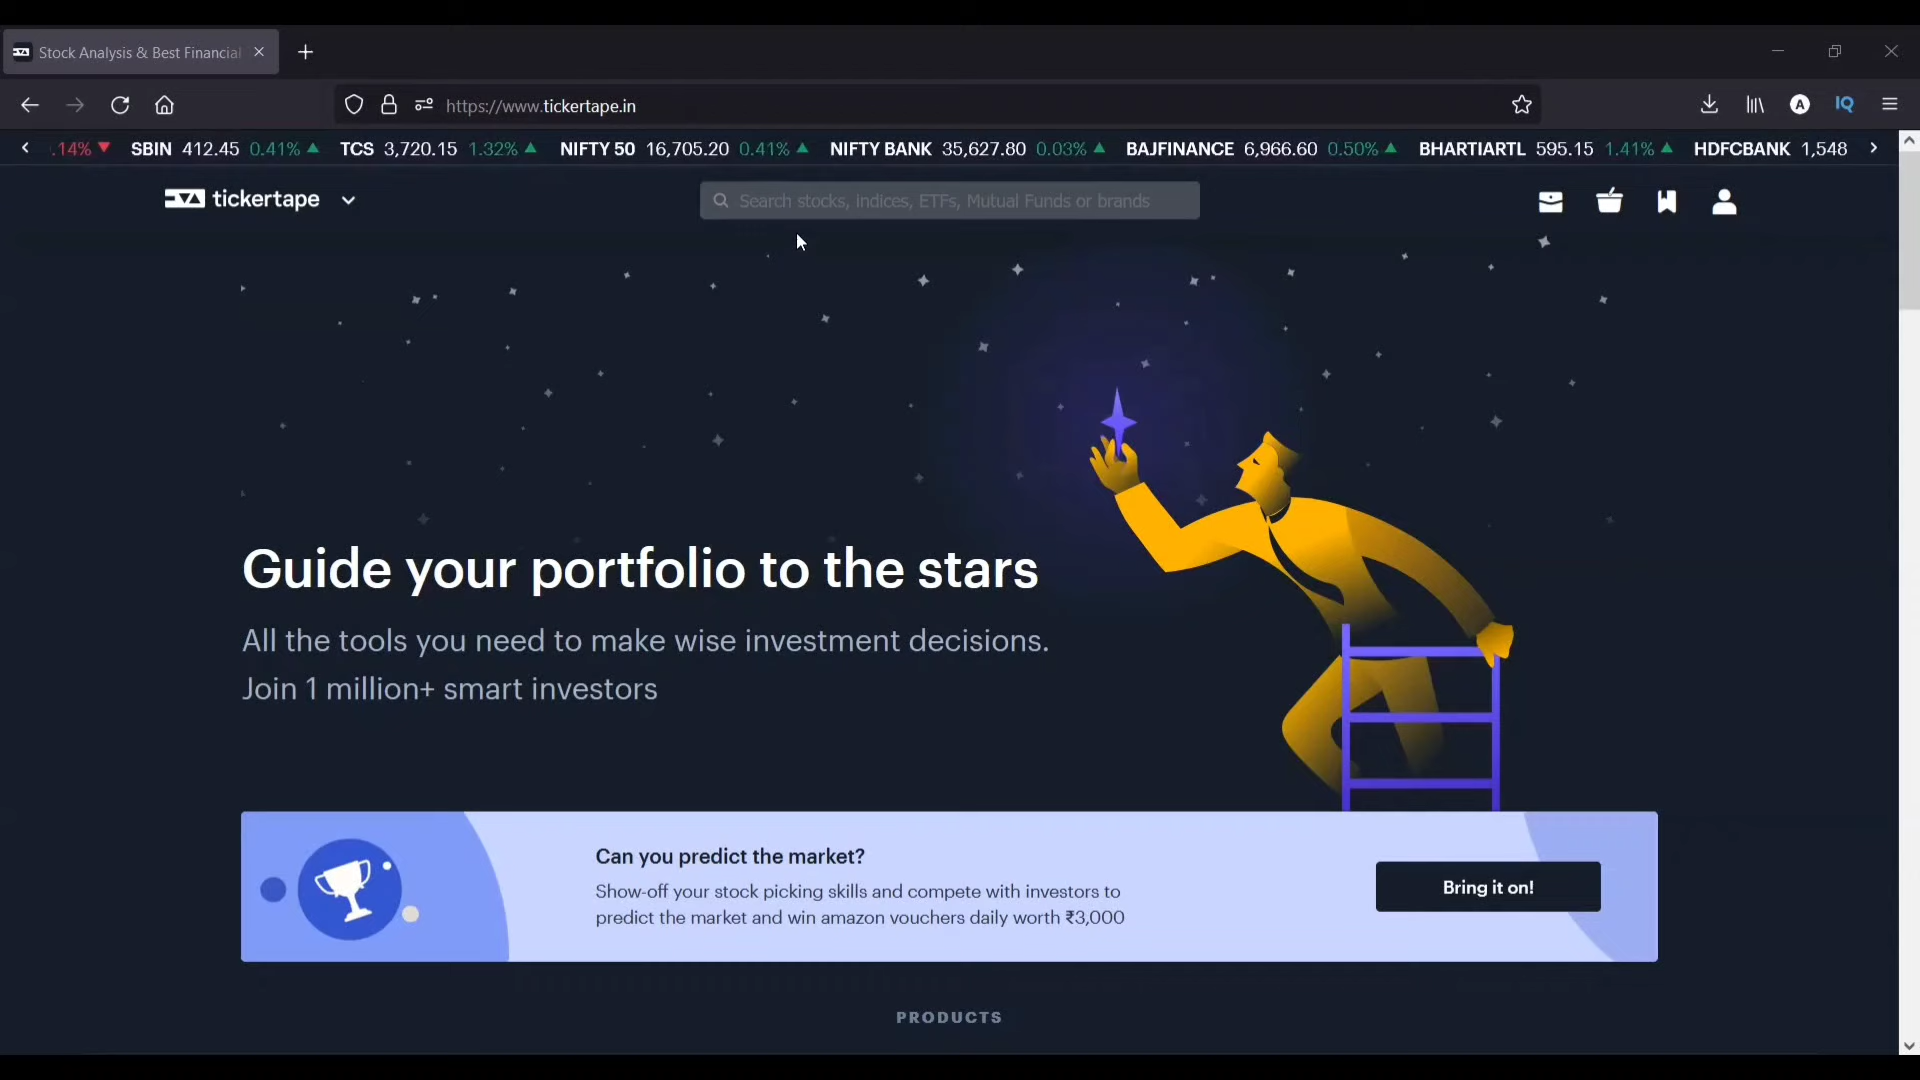 Stock Analysis & Best Financial
https://www.tickertape.in
A
IQ
.14% ▼ SBIN 412.45 0.41% ▲ TCS 3,720.15 1.32% ▲ NIFTY 50 16,705.20 0.41% ▲ NIFTY BANK 35,627.80 0.03% ▲ BAJFINANCE 6,966.60 0.50% ▲ BHARTIARTL 595.15 1.41% ▲ HDFCBANK 1,548
tickertape
Search stocks, indices, ETFs, Mutual Funds or brands
Guide your portfolio to the stars
All the tools you need to make wise investment decisions.
Join 1 million+ smart investors
Can you predict the market?
Show-off your stock picking skills and compete with investors to
predict the market and win amazon vouchers daily worth ₹3,000
Bring it on!
PRODUCTS